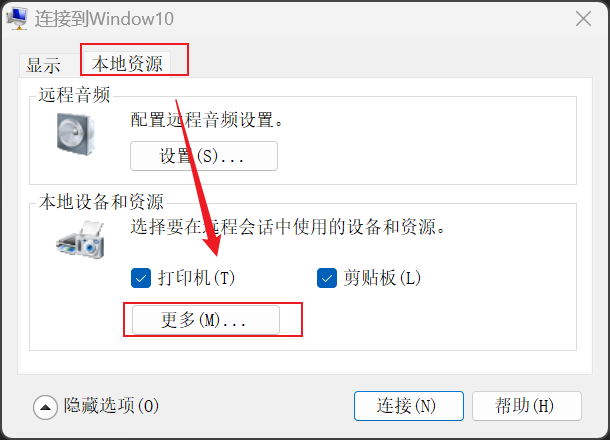 连接到Window10
显示
本地资源
远程音频
配置远程音频设置。
设置(S)...
本地设备和资源
选择要在远程会话中使用的设备和资源。
打印机(T)
剪贴板(L)
更多(M)...
隐藏选项(O)
连接(N)
帮助(H)